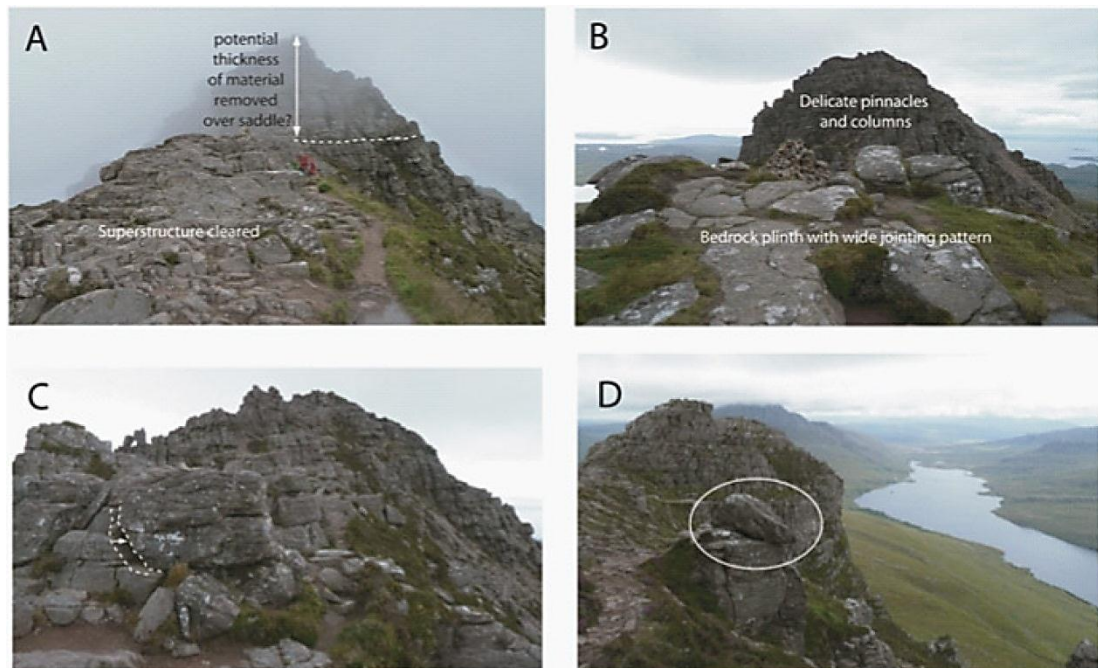 A
potential
thickness
of material
removed
over saddle?
Superstructure cleared
B
Delicate pinnacles
and columns
Bedrock plinth with wide jointing pattern
C
D